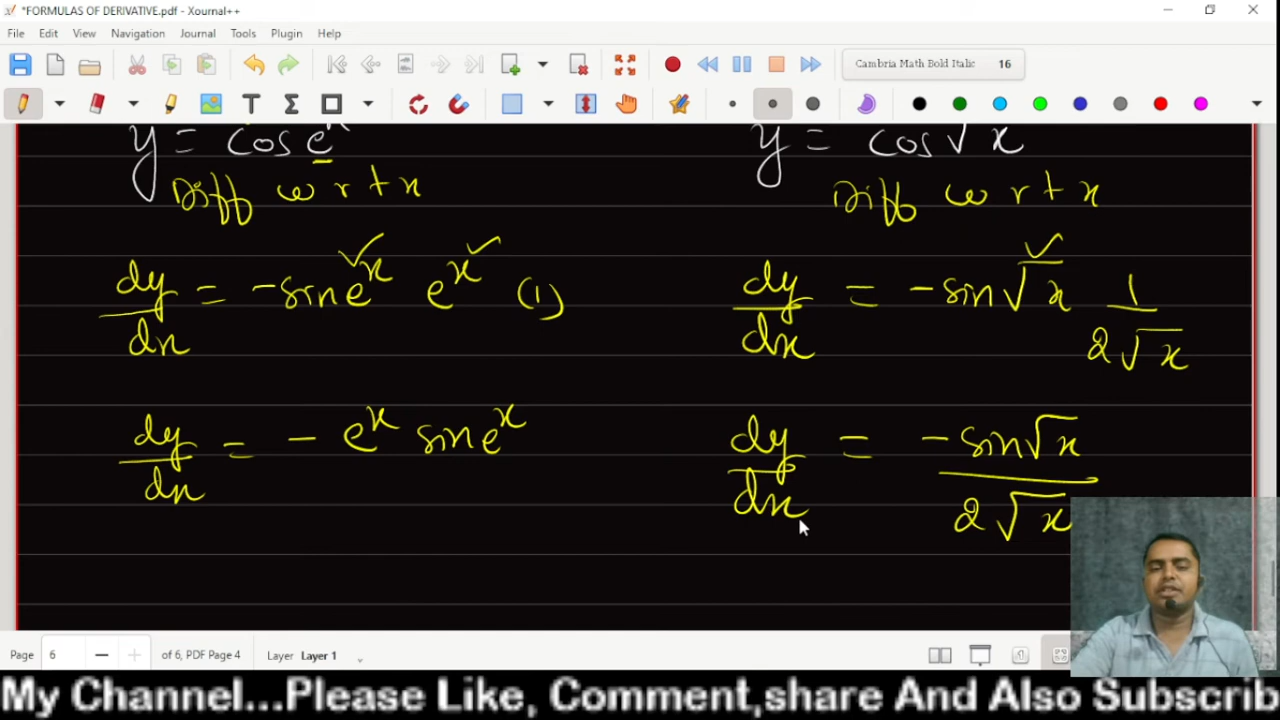 *FORMULAS OF DERIVATIVE.pdf - Xournal++
File Edit View Navigation Journal Tools Plugin Help
Cambria Math Bold Italic 16
y = cos e^x
Diff w r t x
dy/dx = -sin e^x e^x (1)
dy/dx = - e^x sin e^x
y = cos √x
Diff w r t x
dy/dx = -sin √x 1/(2√x)
dy/dx = -sin √x/(2√x)
Page 6 of 6, PDF Page 4 Layer Layer 1
My Channel...Please Like, Comment,share And Also Subscrib